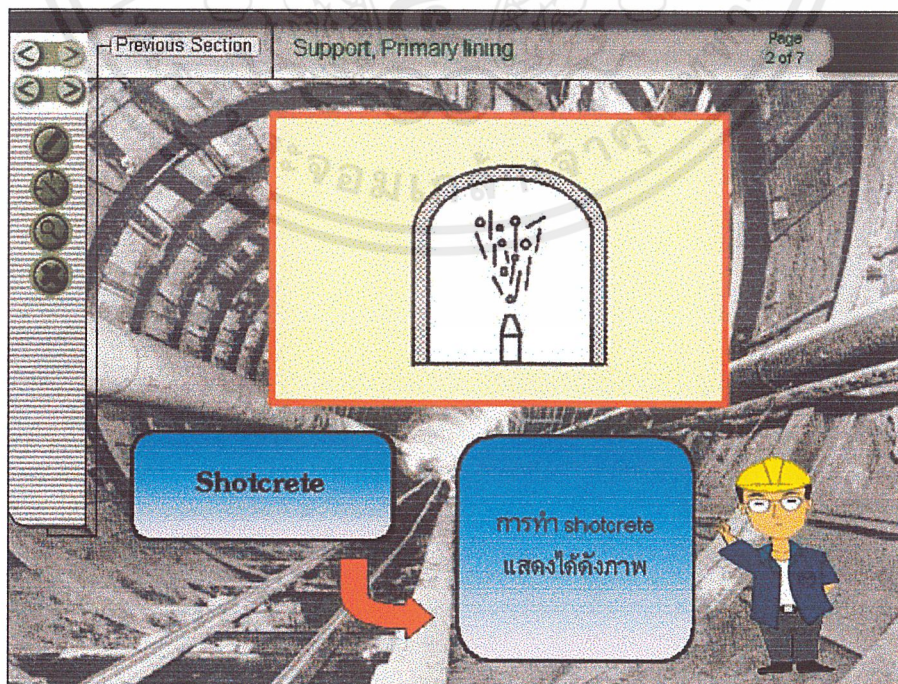 Previous Section
Support, Primary lining
Page
2 of 7
Shotcrete
การทำ shotcrete
แสดงได้ดังภาพ